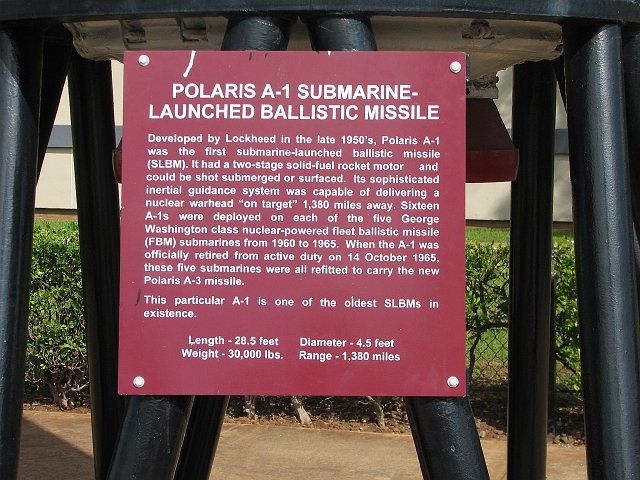 POLARIS A-1 SUBMARINE-
LAUNCHED BALLISTIC MISSILE
Developed by Lockheed in the late 1950's, Polaris A-1
was the first submarine-launched ballistic missile
(SLBM). It had a two-stage solid-fuel rocket motor and
could be shot submerged or surfaced. Its sophisticated
inertial guidance system was capable of delivering a
nuclear warhead "on target" 1,380 miles away. Sixteen
A-1s were deployed on each of the five George
Washington class nuclear-powered fleet ballistic missile
(FBM) submarines from 1960 to 1965. When the A-1 was
officially retired from active duty on 14 October 1965,
these five submarines were all refitted to carry the new
Polaris A-3 missile.
This particular A-1 is one of the oldest SLBMs in
existence.
Length - 28.5 feet Diameter - 4.5 feet
Weight - 30,000 lbs. Range - 1,380 miles